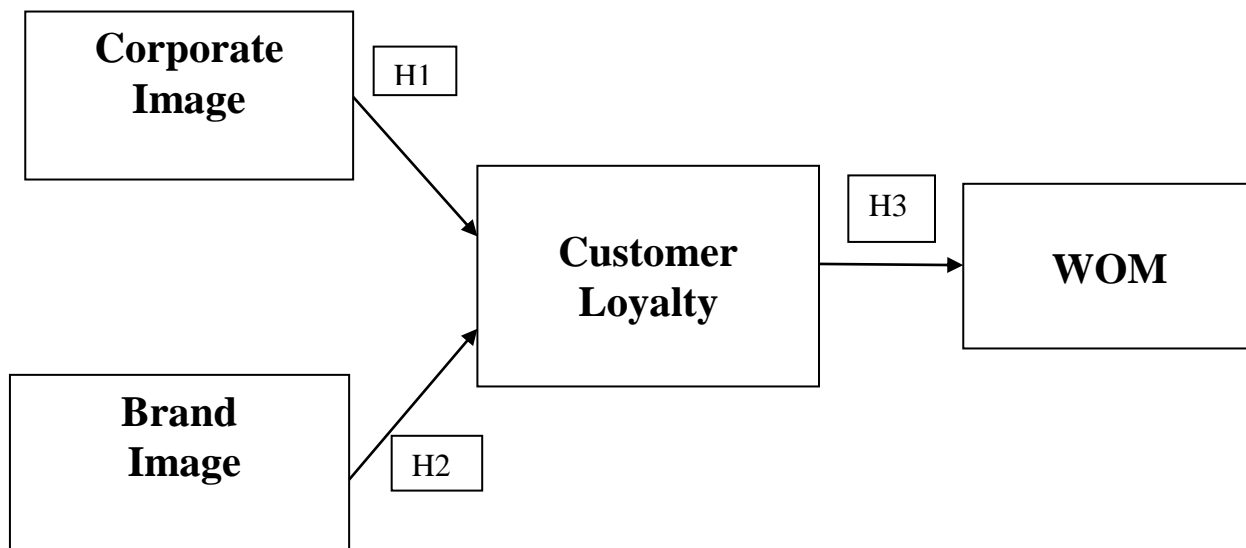 Corporate
Image
H1
Customer
Loyalty
H3
WOM
Brand
Image
H2